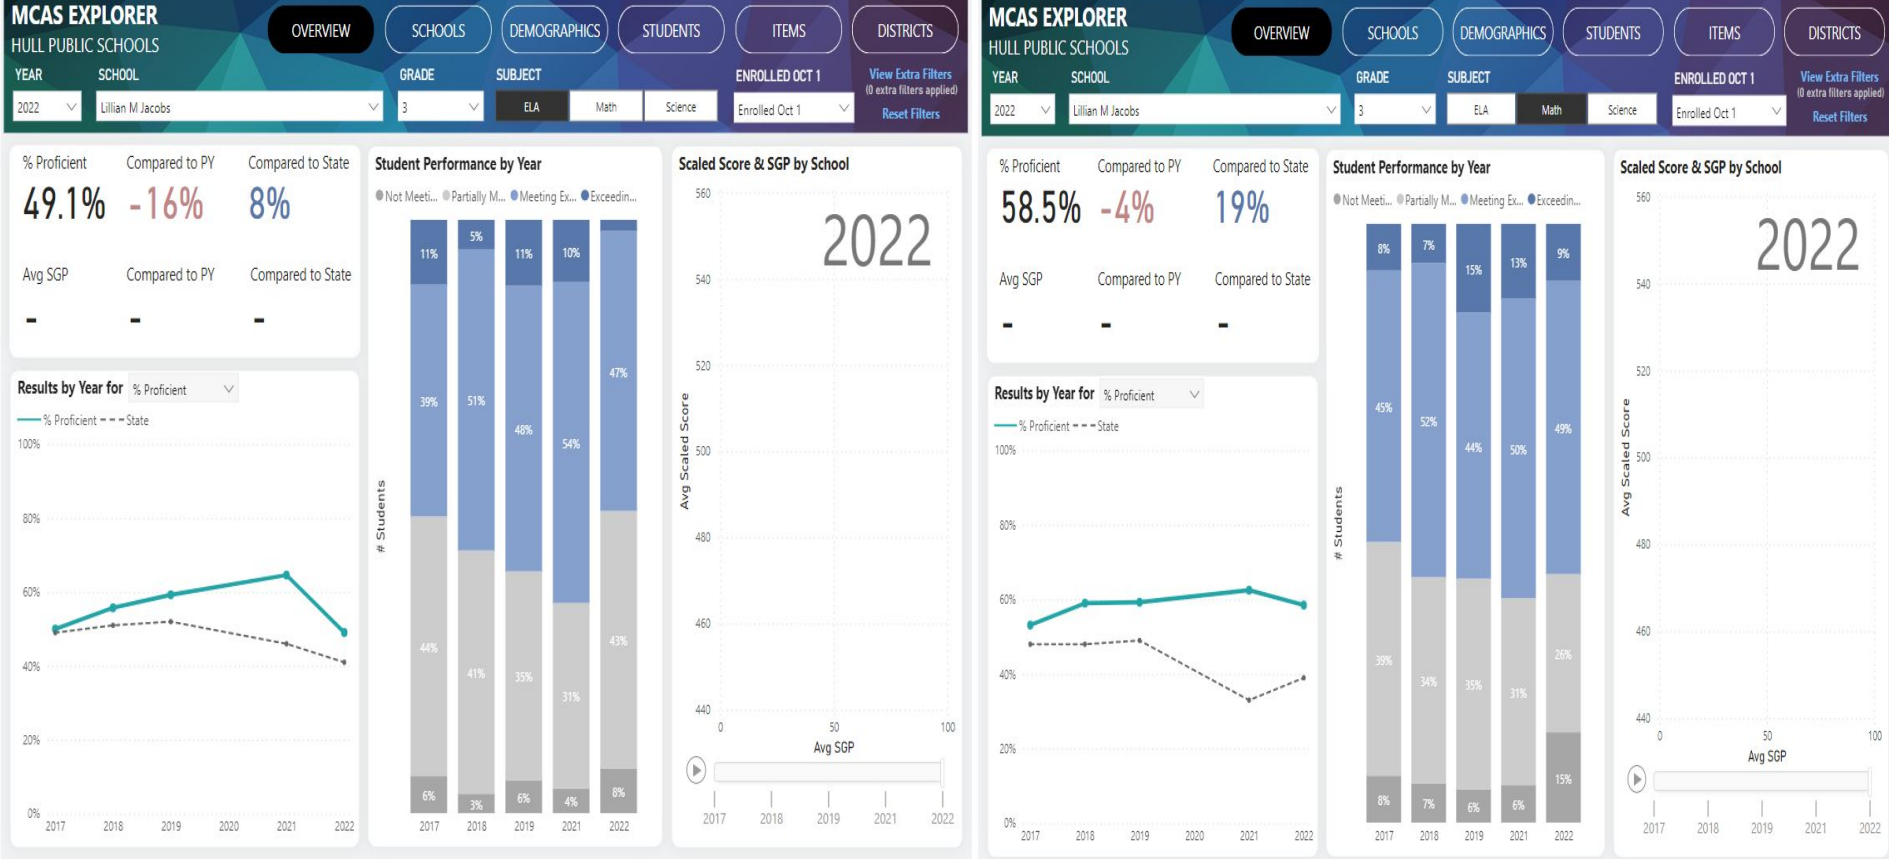 MCAS EXPLORER
HULL PUBLIC SCHOOLS
OVERVIEW
SCHOOLS
DEMOGRAPHICS
STUDENTS
ITEMS
DISTRICTS
YEAR
SCHOOL
GRADE
SUBJECT
ENROLLED OCT 1
View Extra Filters
(0 extra filters applied)
2022
Lillian M Jacobs
3
ELA
Math
Science
Enrolled Oct 1
Reset Filters
% Proficient
Compared to PY
Compared to State
49.1%
-16%
8%
Avg SGP
Compared to PY
Compared to State
-
-
-
Results by Year for % Proficient
% Proficient
State
100%
80%
60%
40%
20%
0%
2017 2018 2019 2020 2021 2022
Student Performance by Year
Not Meeti... Partially M... Meeting Ex... Exceedin...
# Students
11% 5% 11% 10%
39% 51% 48% 54% 47%
44% 41% 35% 31% 43%
6% 3% 6% 4% 8%
2017 2018 2019 2021 2022
Scaled Score & SGP by School
2022
Avg Scaled Score
560
540
520
500
480
460
440
0 50 100
Avg SGP
2017 2018 2019 2021 2022
MCAS EXPLORER
HULL PUBLIC SCHOOLS
OVERVIEW
SCHOOLS
DEMOGRAPHICS
STUDENTS
ITEMS
DISTRICTS
YEAR
SCHOOL
GRADE
SUBJECT
ENROLLED OCT 1
View Extra Filters
(0 extra filters applied)
2022
Lillian M Jacobs
3
ELA
Math
Science
Enrolled Oct 1
Reset Filters
% Proficient
Compared to PY
Compared to State
58.5%
-4%
19%
Avg SGP
Compared to PY
Compared to State
-
-
-
Results by Year for % Proficient
% Proficient
State
100%
80%
60%
40%
20%
0%
2017 2018 2019 2020 2021 2022
Student Performance by Year
Not Meeti... Partially M... Meeting Ex... Exceedin...
# Students
8% 7% 15% 13% 9%
45% 52% 44% 50% 49%
39% 34% 35% 31% 26%
8% 7% 6% 6% 15%
2017 2018 2019 2021 2022
Scaled Score & SGP by School
2022
Avg Scaled Score
560
540
520
500
480
460
440
0 50 100
Avg SGP
2017 2018 2019 2021 2022